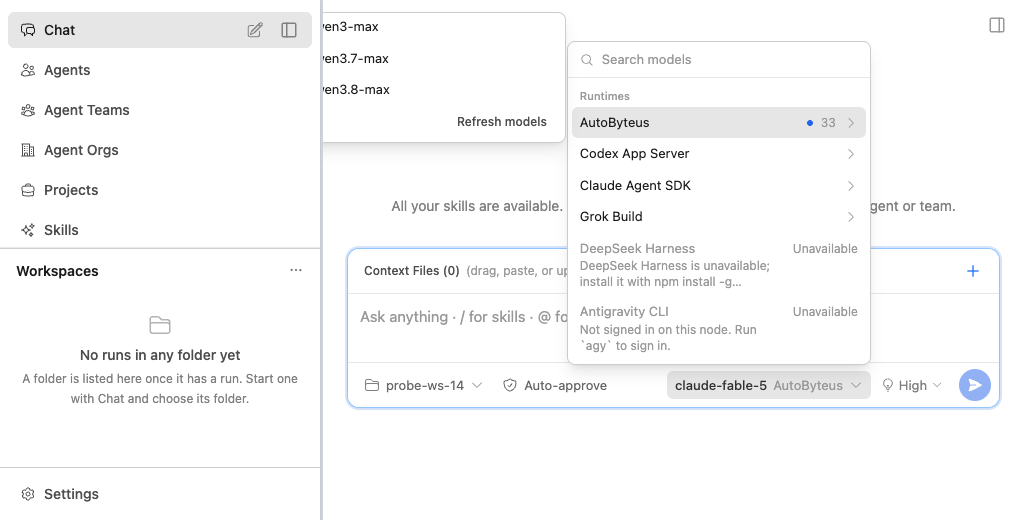 Chat
Agents
Agent Teams
Agent Orgs
Projects
Skills
Workspaces
No runs in any folder yet
A folder is listed here once it has a run. Start one
with Chat and choose its folder.
Settings
en3-max
en3.7-max
en3.8-max
Refresh models
Search models
Runtimes
AutoByteus 33
Codex App Server
Claude Agent SDK
Grok Build
DeepSeek Harness Unavailable
DeepSeek Harness is unavailable;
install it with npm install -g...
Antigravity CLI Unavailable
Not signed in on this node. Run
`agy` to sign in.
All your skills are available. gent or team.
Context Files (0) (drag, paste, or up
Ask anything · / for skills · @ fo
probe-ws-14 Auto-approve claude-fable-5 AutoByteus High